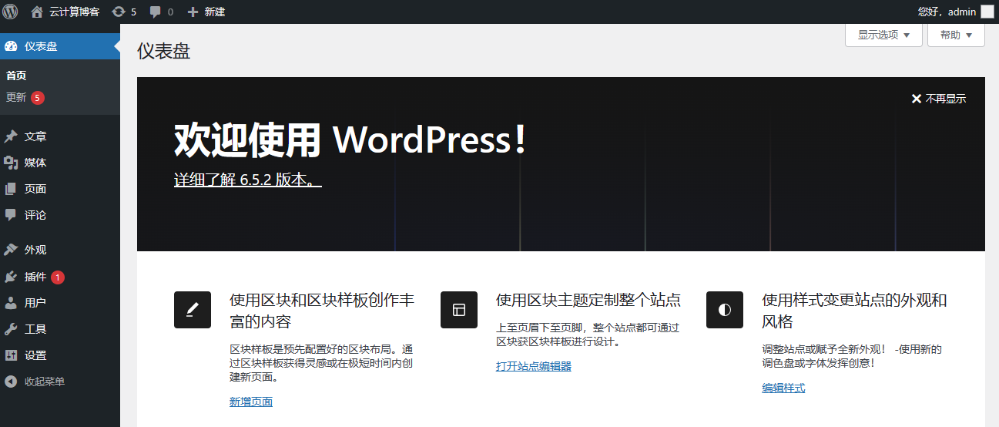 云计算博客 5 0 新建 您好，admin
仪表盘
首页
更新 5
文章
媒体
页面
评论
外观
插件 1
用户
工具
设置
收起菜单
显示选项 帮助
仪表盘
不再显示
欢迎使用 WordPress！
详细了解 6.5.2 版本。
使用区块和区块样板创作丰
富的内容
区块样板是预先配置好的区块布局。通
过区块样板获得灵感或在极短时间内创
建新页面。
新增页面
使用区块主题定制整个站点
上至页眉下至页脚，整个站点都可通过
区块获区块样板进行设计。
打开站点编辑器
使用样式变更站点的外观和
风格
调整站点或赋予全新外观！ -使用新的
调色盘或字体发挥创意！
编辑样式